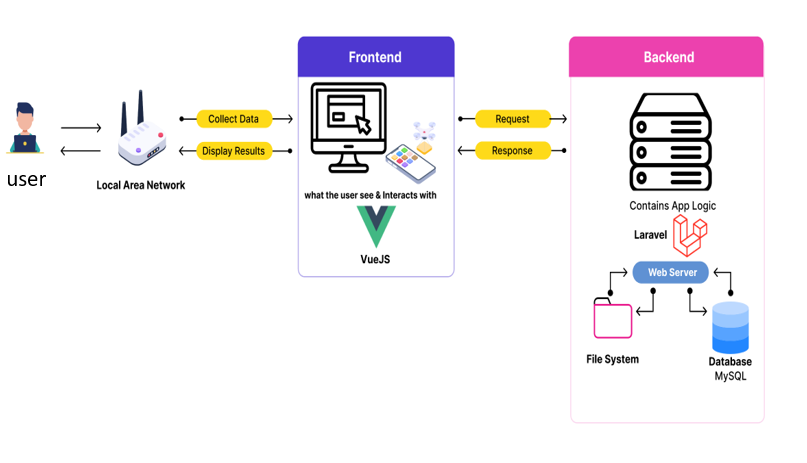 Frontend
Backend
Collect Data
Request
Display Results
Response
user
Local Area Network
what the user see & Interacts with
VueJS
Contains App Logic
Laravel
Web Server
File System
Database
MySQL